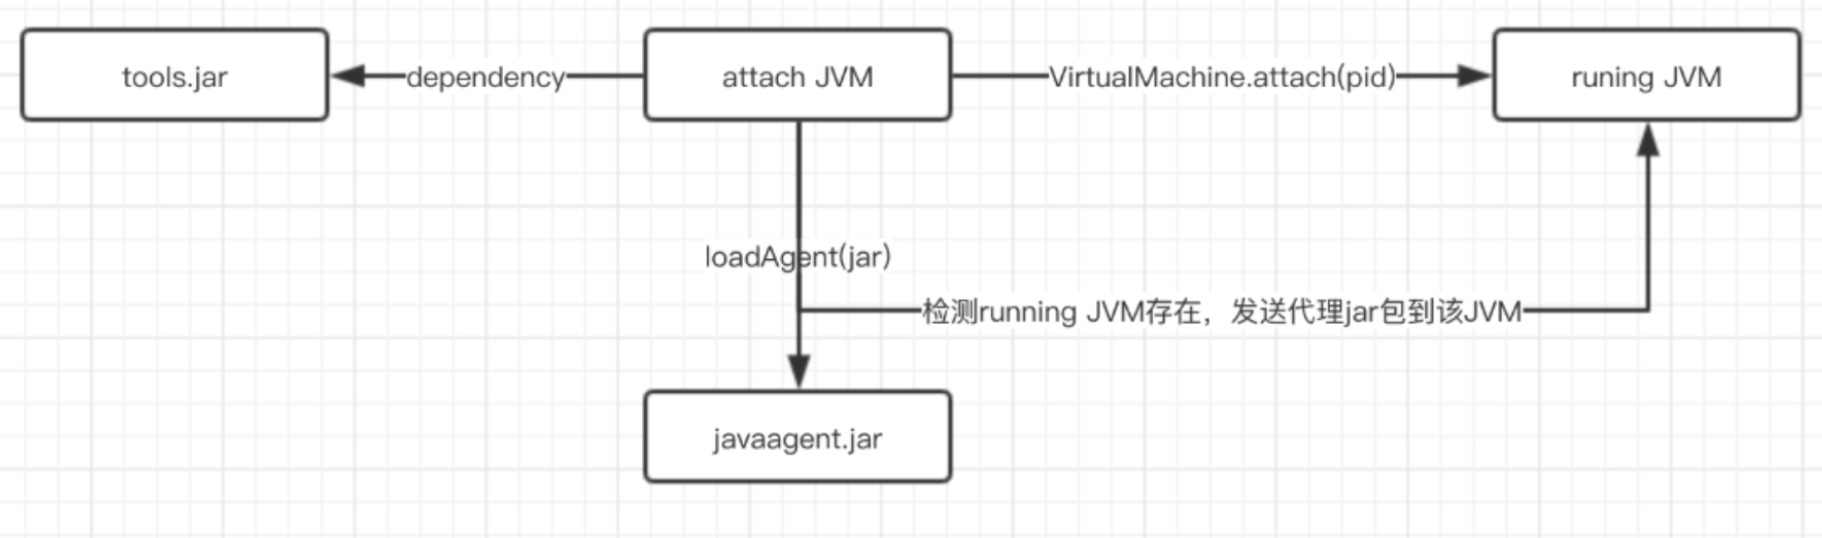 tools.jar
dependency
attach JVM
VirtualMachine.attach(pid)
runing JVM
loadAgent(jar)
检测running JVM存在，发送代理jar包到该JVM
javaagent.jar